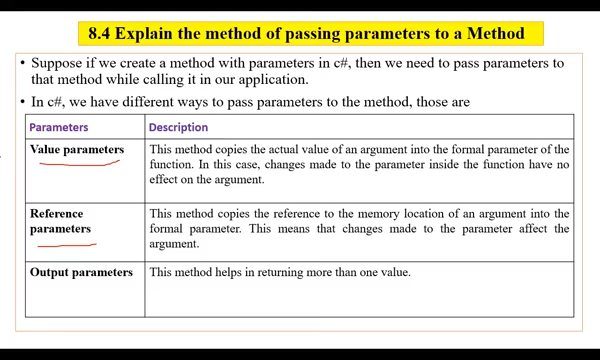 8.4 Explain the method of passing parameters to a Method
• Suppose if we create a method with parameters in c#, then we need to pass parameters to
that method while calling it in our application.
• In c#, we have different ways to pass parameters to the method, those are
Parameters Description
Value parameters This method copies the actual value of an argument into the formal parameter of the
function. In this case, changes made to the parameter inside the function have no
effect on the argument.
Reference This method copies the reference to the memory location of an argument into the
parameters formal parameter. This means that changes made to the parameter affect the
argument.
Output parameters This method helps in returning more than one value.